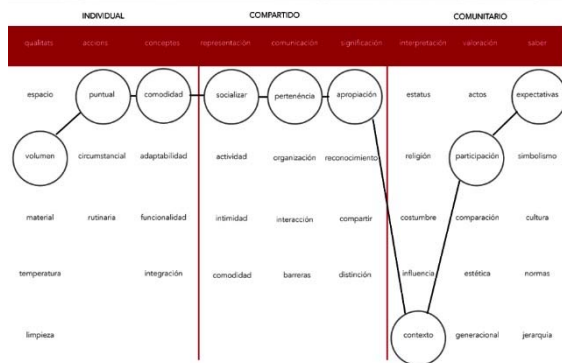 INDIVIDUAL COMPARTIDO COMUNITARIO
qualitats accions conceptes representación comunicación significación interpretación valoración saber
espacio puntual comodidad socializar pertenéncia apropiación estatus actos expectativas
volumen circumstancial adaptabilidad actividad organización reconocimiento religión participación simbolismo
material rutinaria funcionalidad intimidad interacción compartir costumbre comparación cultura
temperatura integración comodidad barreras distinción influencia estética normas
limpieza contexto generacional jerarquía